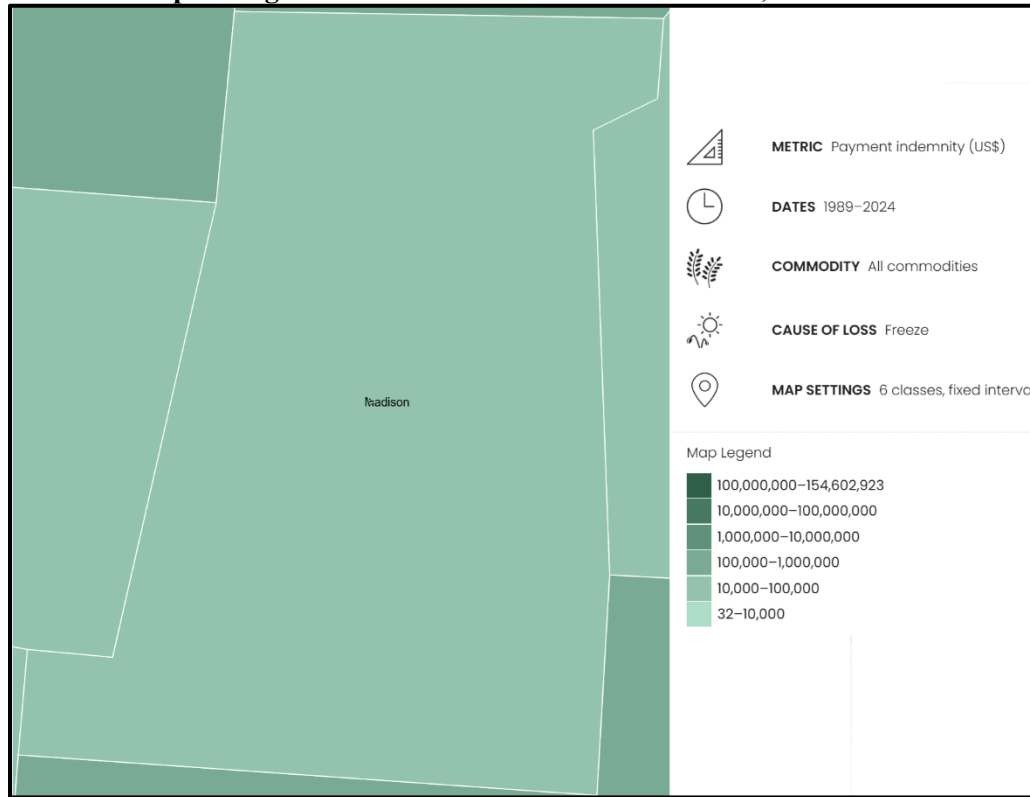 Madison
METRIC Payment indemnity (US$)
DATES 1989–2024
COMMODITY All commodities
CAUSE OF LOSS Freeze
MAP SETTINGS 6 classes, fixed interva
Map Legend
100,000,000–154,602,923
10,000,000–100,000,000
1,000,000–10,000,000
100,000–1,000,000
10,000–100,000
32–10,000